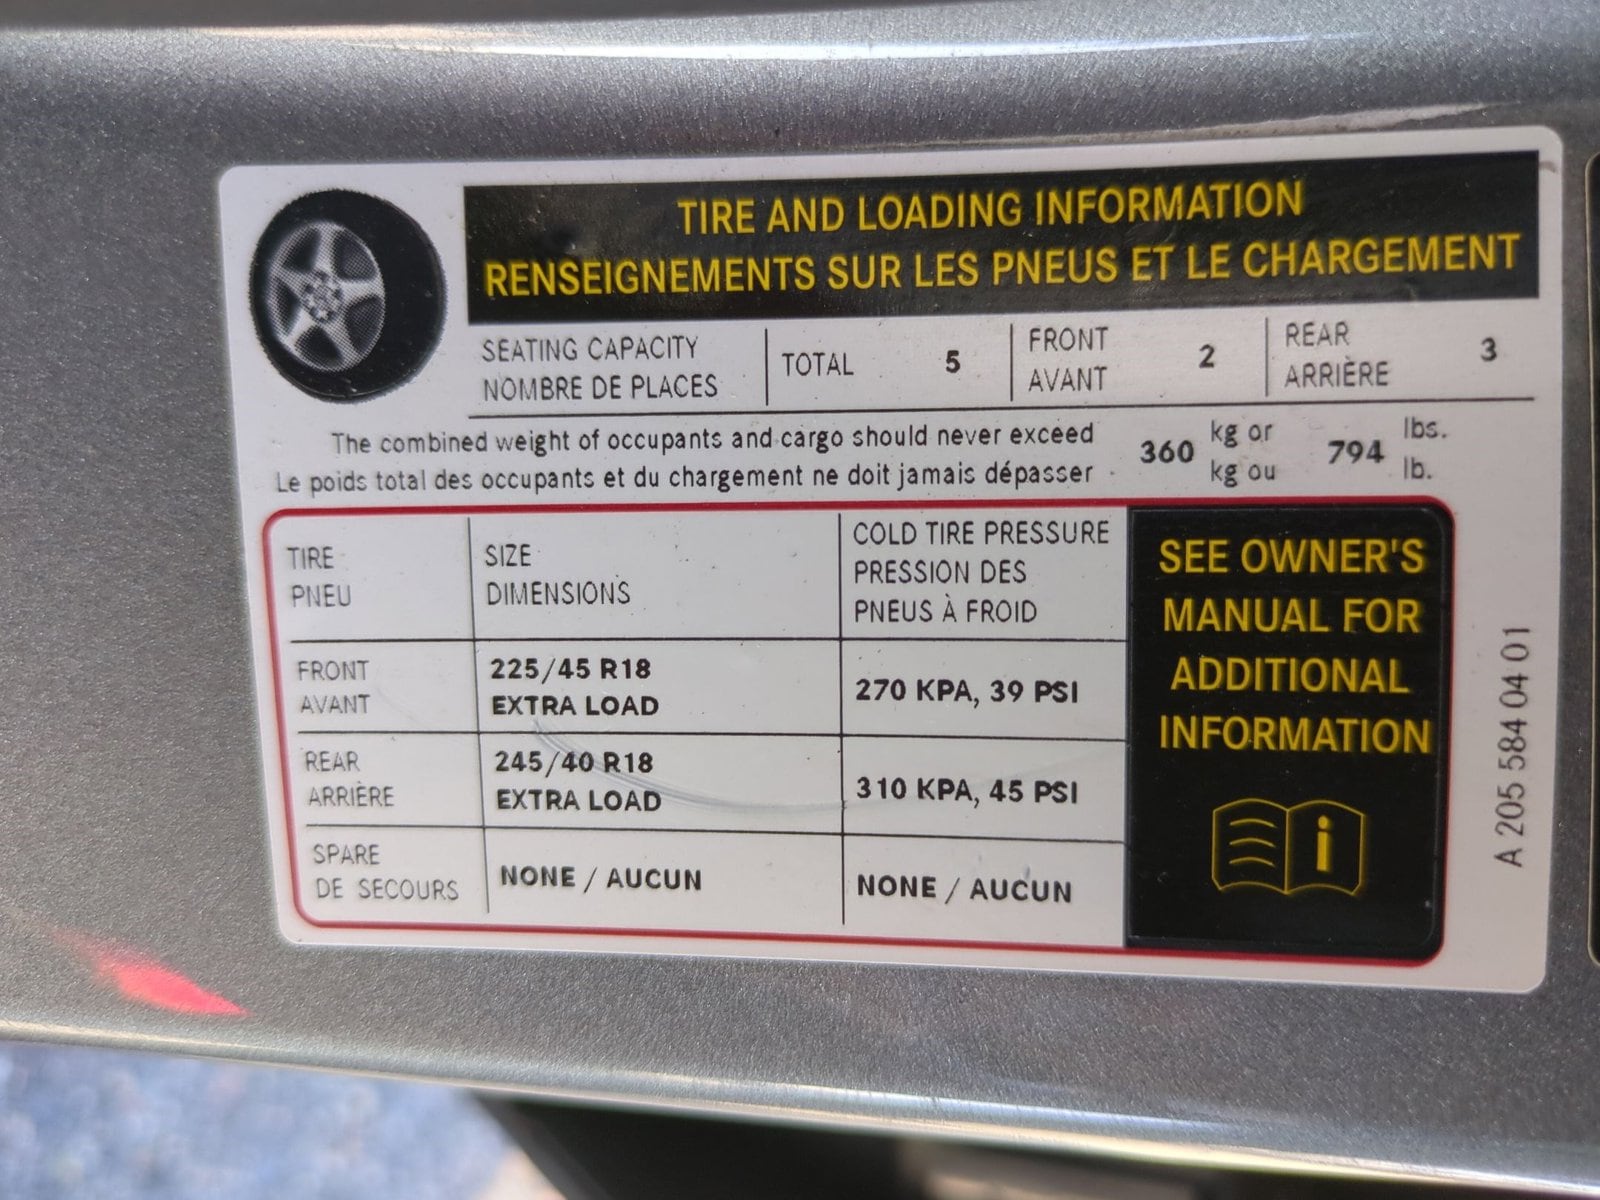 TIRE AND LOADING INFORMATION
RENSEIGNEMENTS SUR LES PNEUS ET LE CHARGEMENT
SEATING CAPACITY
NOMBRE DE PLACES
TOTAL 5
FRONT
AVANT
2
REAR
ARRIÈRE
3
The combined weight of occupants and cargo should never exceed
Le poids total des occupants et du chargement ne doit jamais dépasser
360
kg or
kg ou
794
lbs.
lb.
TIRE
PNEU
SIZE
DIMENSIONS
COLD TIRE PRESSURE
PRESSION DES
PNEUS À FROID
FRONT
AVANT
225/45 R18
EXTRA LOAD
270 KPA, 39 PSI
REAR
ARRIÈRE
245/40 R18
EXTRA LOAD
310 KPA, 45 PSI
SPARE
DE SECOURS
NONE / AUCUN
NONE / AUCUN
SEE OWNER'S
MANUAL FOR
ADDITIONAL
INFORMATION
i
A 205 584 04 01